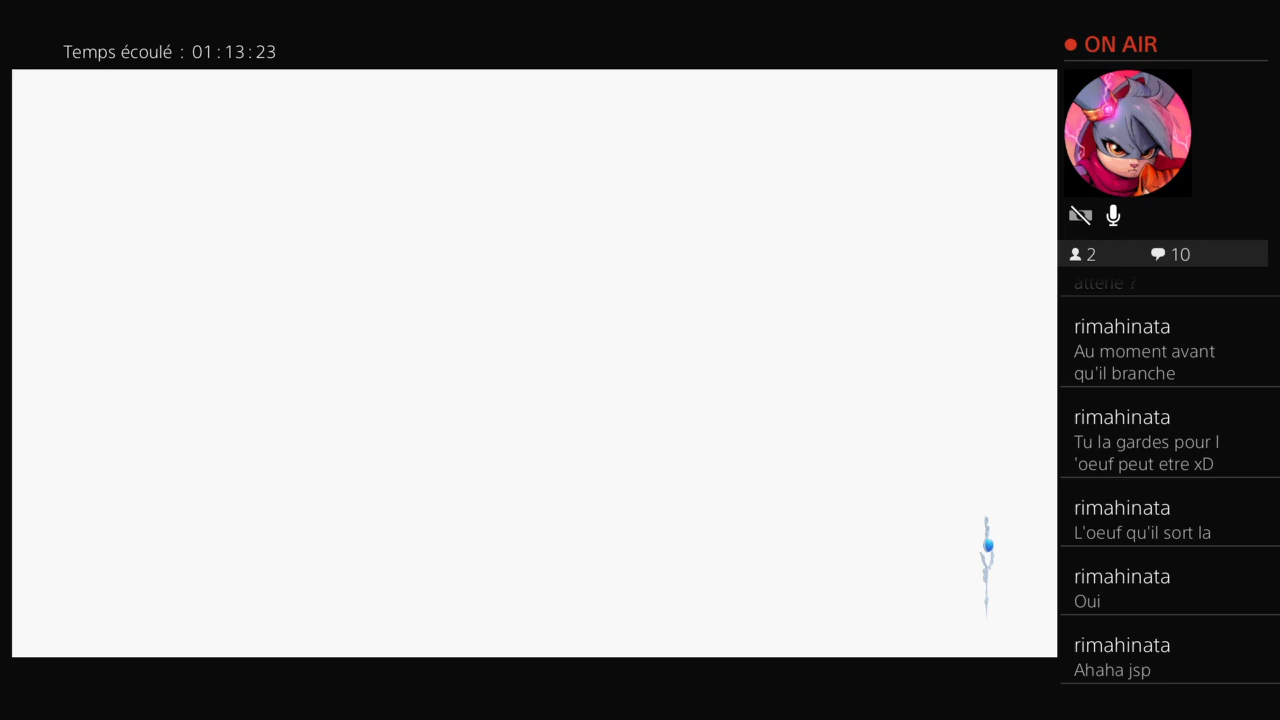 Temps écoulé : 01:13:23
ON AIR
2 10
atterie ?
rimahinata
Au moment avant
qu'il branche
rimahinata
Tu la gardes pour l
'oeuf peut etre xD
rimahinata
L'oeuf qu'il sort la
rimahinata
Oui
rimahinata
Ahaha jsp